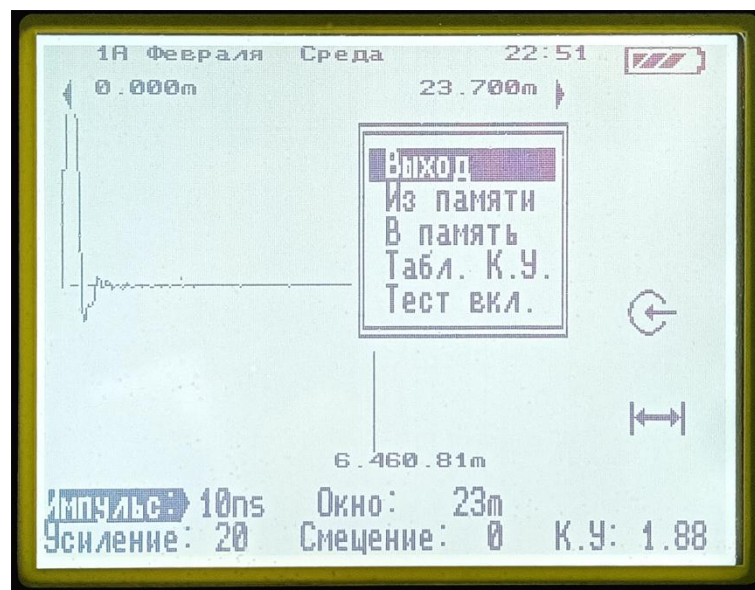 1A Февраля Среда 22:51
0.000m 23.700m
Выход
Из памяти
В память
Табл. К.У.
Тест вкл.
6.460.81m
Импульс: 10ns Окно: 23m
Усиление: 20 Смещение: 0 К.У: 1.88